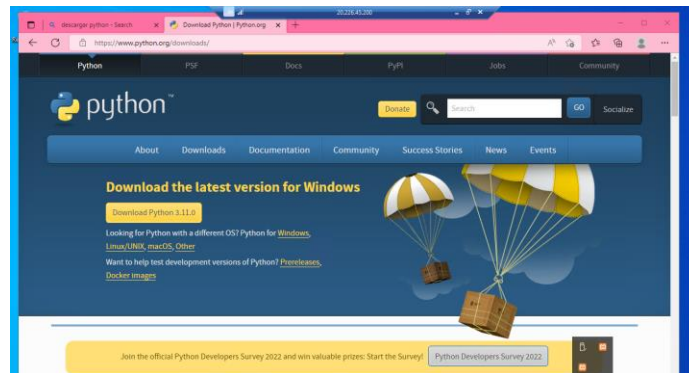 20.226.43.200
descargar python - Search
Download Python | Python.org
https://www.python.org/downloads/
Python PSF Docs PyPI Jobs Community
python™
Donate Search GO Socialize
About Downloads Documentation Community Success Stories News Events
Download the latest version for Windows
Download Python 3.11.0
Looking for Python with a different OS? Python for Windows,
Linux/UNIX, macOS, Other
Want to help test development versions of Python? Prereleases,
Docker images
Join the official Python Developers Survey 2022 and win valuable prizes: Start the Survey! Python Developers Survey 2022